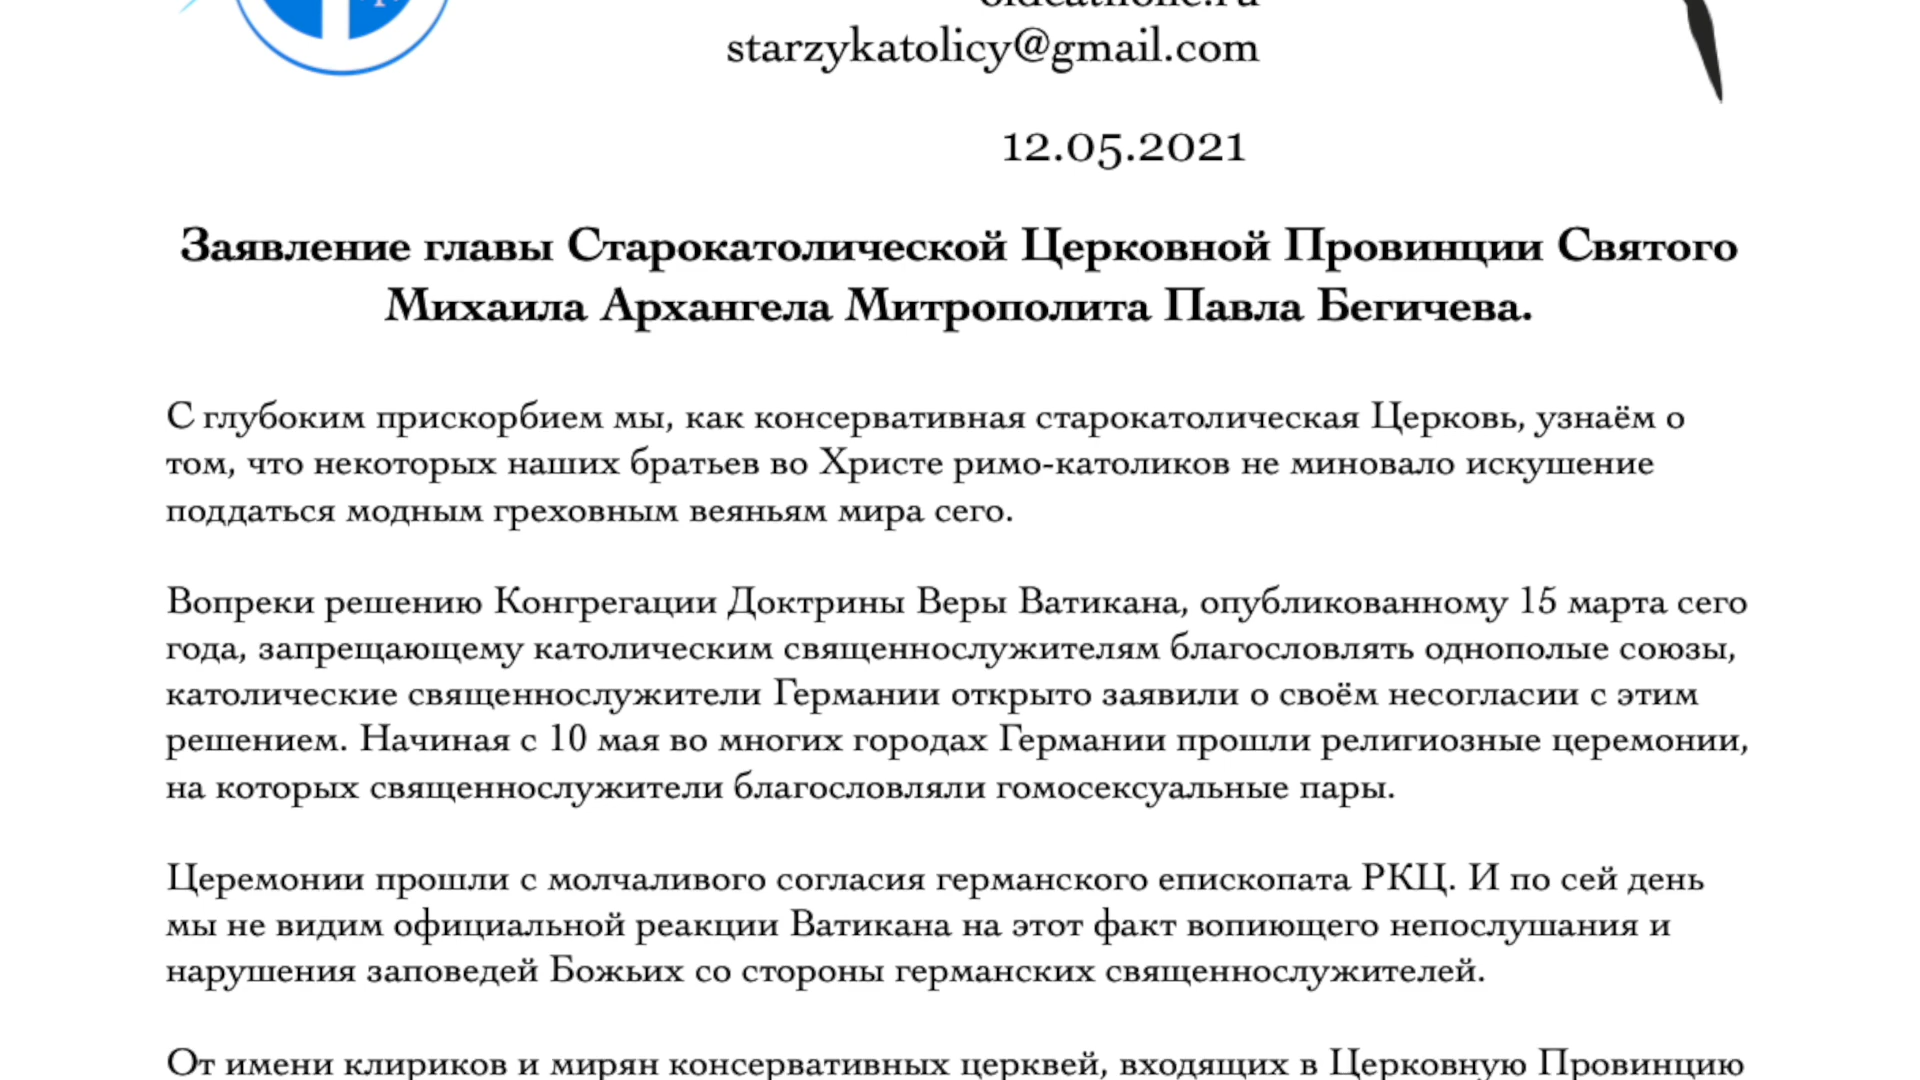 oldcatholic.ru
starzykatolicy@gmail.com
12.05.2021
Заявление главы Старокатолической Церковной Провинции Святого
Михаила Архангела Митрополита Павла Бегичева.
С глубоким прискорбием мы, как консервативная старокатолическая Церковь, узнаём о
том, что некоторых наших братьев во Христе римо-католиков не миновало искушение
поддаться модным греховным веяньям мира сего.
Вопреки решению Конгрегации Доктрины Веры Ватикана, опубликованному 15 марта сего
года, запрещающему католическим священнослужителям благословлять однополые союзы,
католические священнослужители Германии открыто заявили о своём несогласии с этим
решением. Начиная с 10 мая во многих городах Германии прошли религиозные церемонии,
на которых священнослужители благословляли гомосексуальные пары.
Церемонии прошли с молчаливого согласия германского епископата РКЦ. И по сей день
мы не видим официальной реакции Ватикана на этот факт вопиющего непослушания и
нарушения заповедей Божьих со стороны германских священнослужителей.
От имени клириков и мирян консервативных церквей, входящих в Церковную Провинцию